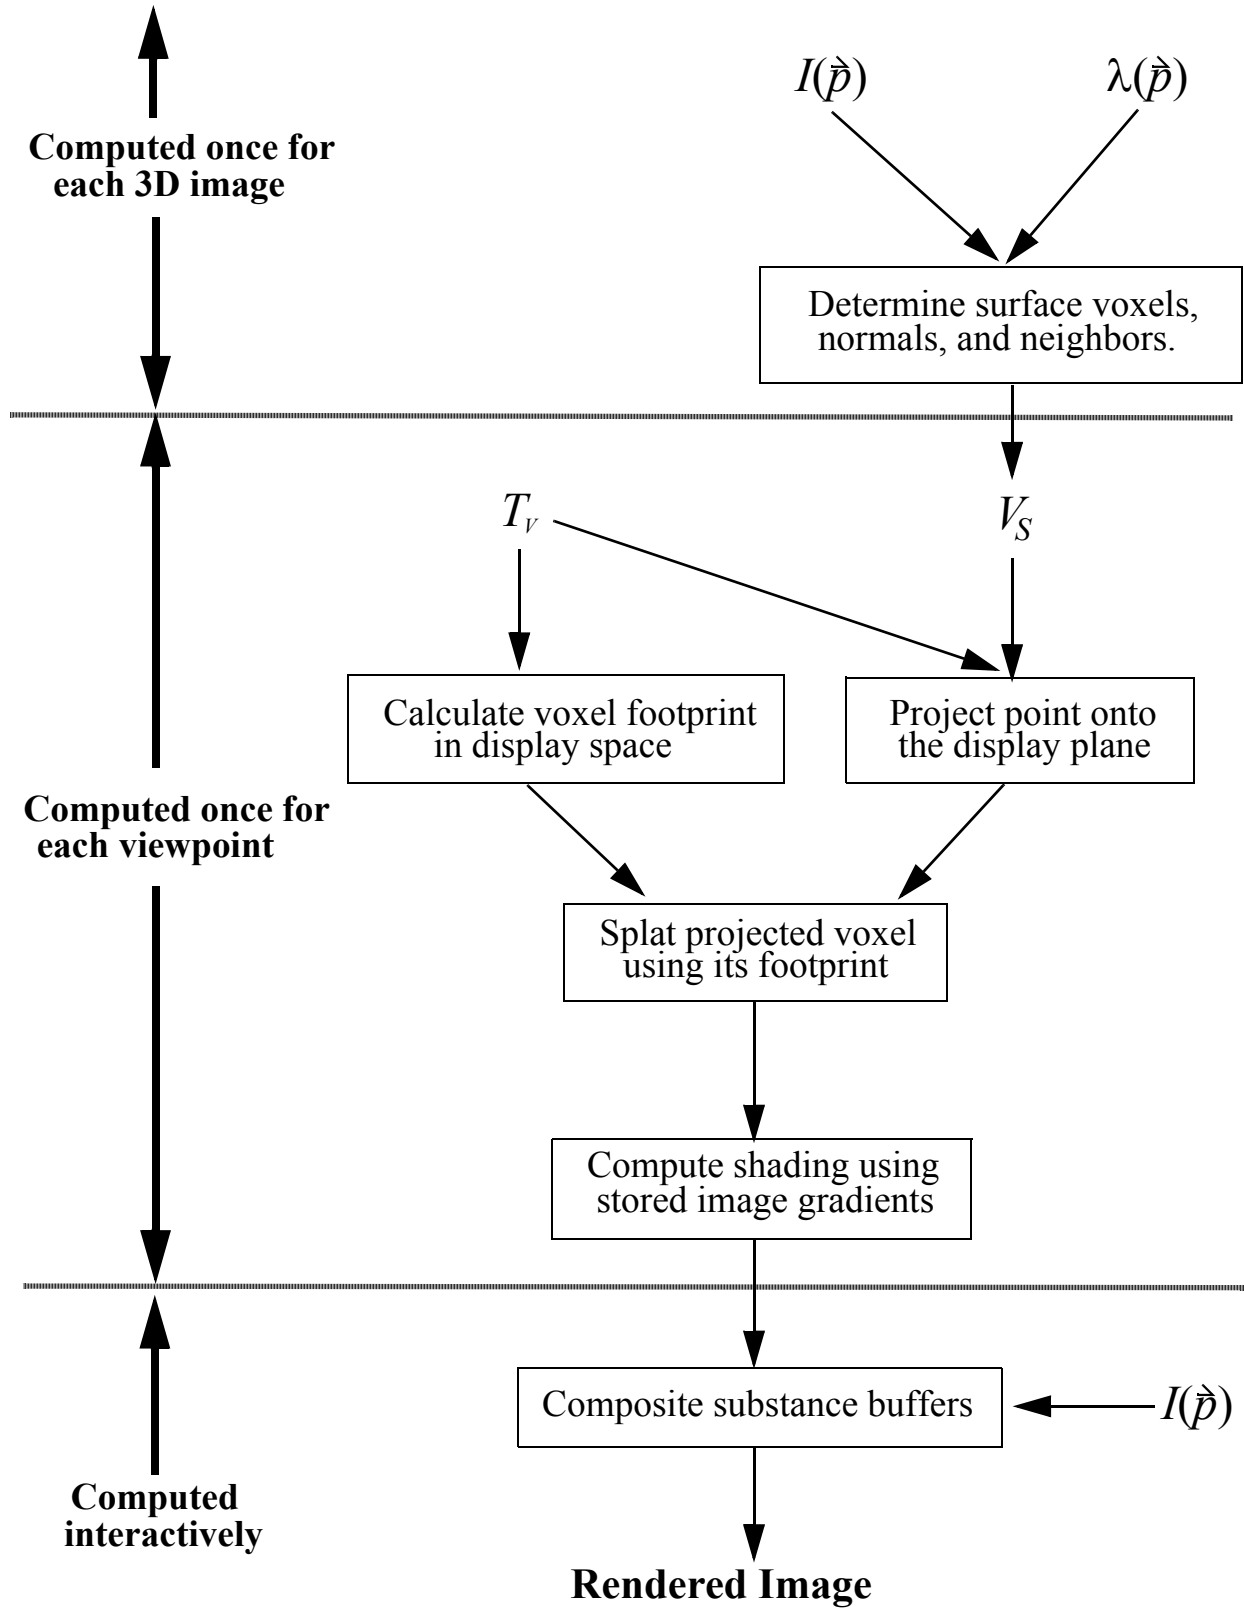 I(p⃗)
λ(p⃗)
Computed once for
each 3D image
Determine surface voxels,
normals, and neighbors.
T_V
V_S
Calculate voxel footprint
in display space
Project point onto
the display plane
Computed once for
each viewpoint
Splat projected voxel
using its footprint
Compute shading using
stored image gradients
Composite substance buffers
I(p⃗)
Computed
interactively
Rendered Image